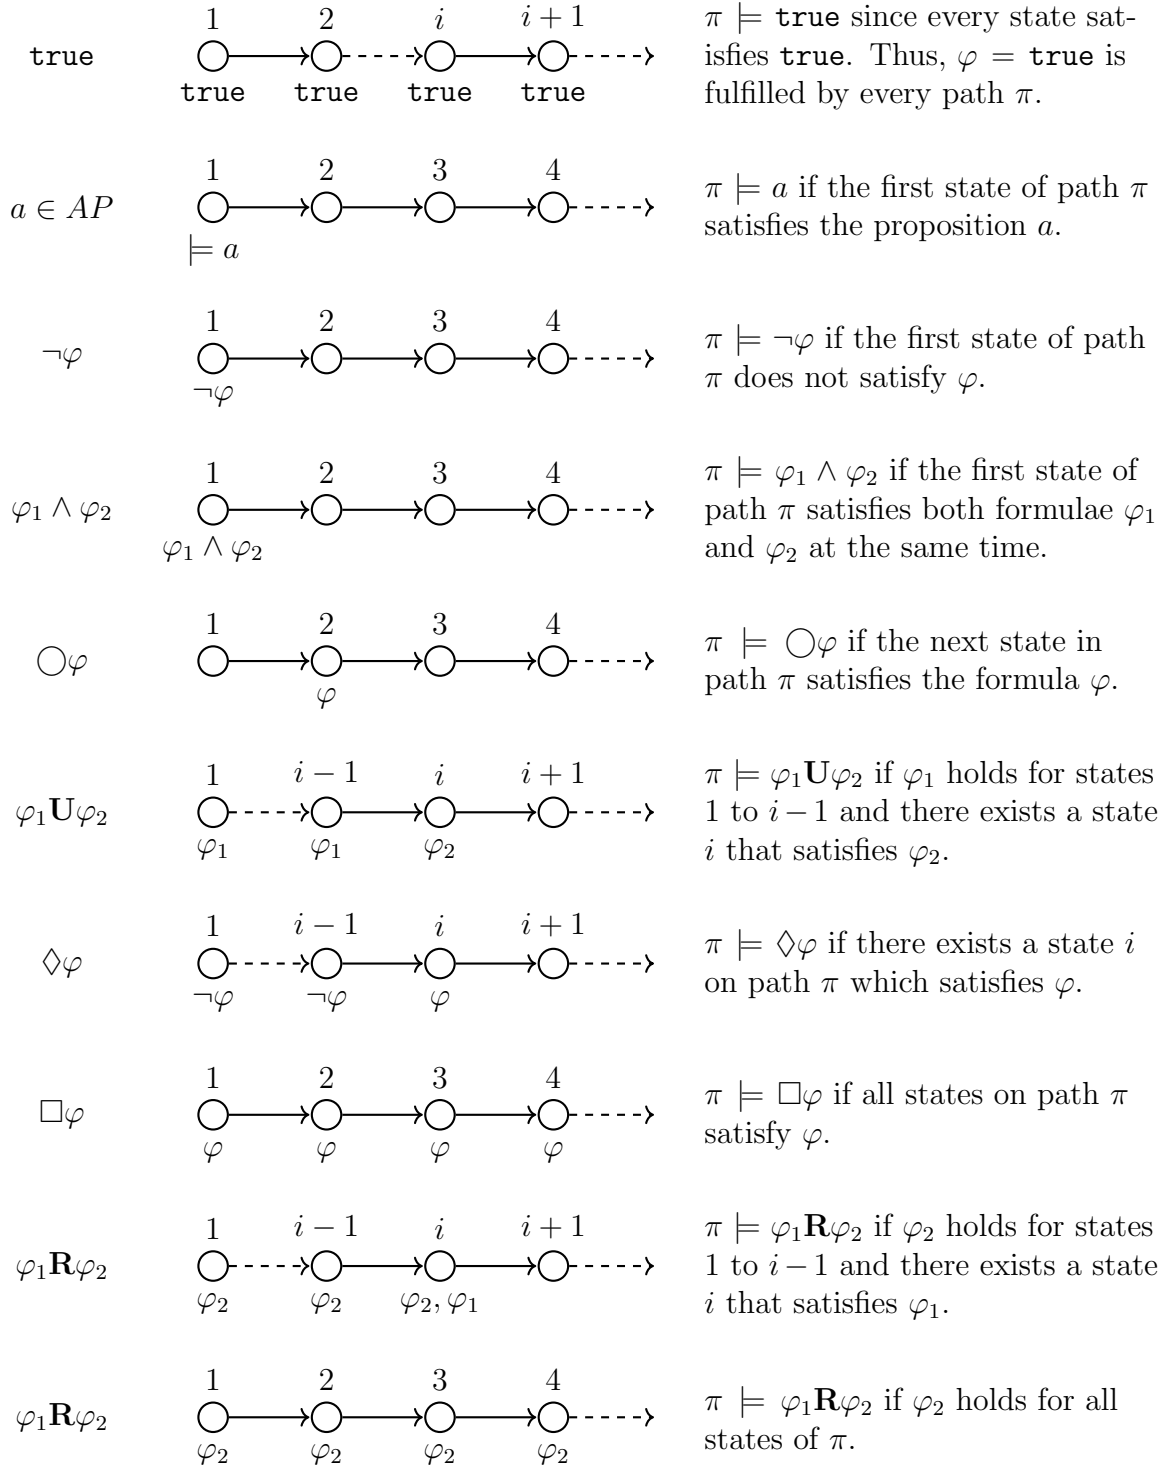 1 2 i i + 1
true
true true true true
π ⊨ true since every state sat-
isfies true. Thus, φ = true is
fulfilled by every path π.
1 2 3 4
a ∈ AP
⊨ a
π ⊨ a if the first state of path π
satisfies the proposition a.
1 2 3 4
¬φ
¬φ
π ⊨ ¬φ if the first state of path
π does not satisfy φ.
1 2 3 4
φ₁ ∧ φ₂
φ₁ ∧ φ₂
π ⊨ φ₁ ∧ φ₂ if the first state of
path π satisfies both formulae φ₁
and φ₂ at the same time.
1 2 3 4
◯φ
φ
π ⊨ ◯φ if the next state in
path π satisfies the formula φ.
1 i − 1 i i + 1
φ₁Uφ₂
φ₁ φ₁ φ₂
π ⊨ φ₁Uφ₂ if φ₁ holds for states
1 to i − 1 and there exists a state
i that satisfies φ₂.
1 i − 1 i i + 1
◊φ
¬φ ¬φ φ
π ⊨ ◊φ if there exists a state i
on path π which satisfies φ.
1 2 3 4
□φ
φ φ φ φ
π ⊨ □φ if all states on path π
satisfy φ.
1 i − 1 i i + 1
φ₁Rφ₂
φ₂ φ₂ φ₂, φ₁
π ⊨ φ₁Rφ₂ if φ₂ holds for states
1 to i − 1 and there exists a state
i that satisfies φ₁.
1 2 3 4
φ₁Rφ₂
φ₂ φ₂ φ₂ φ₂
π ⊨ φ₁Rφ₂ if φ₂ holds for all
states of π.